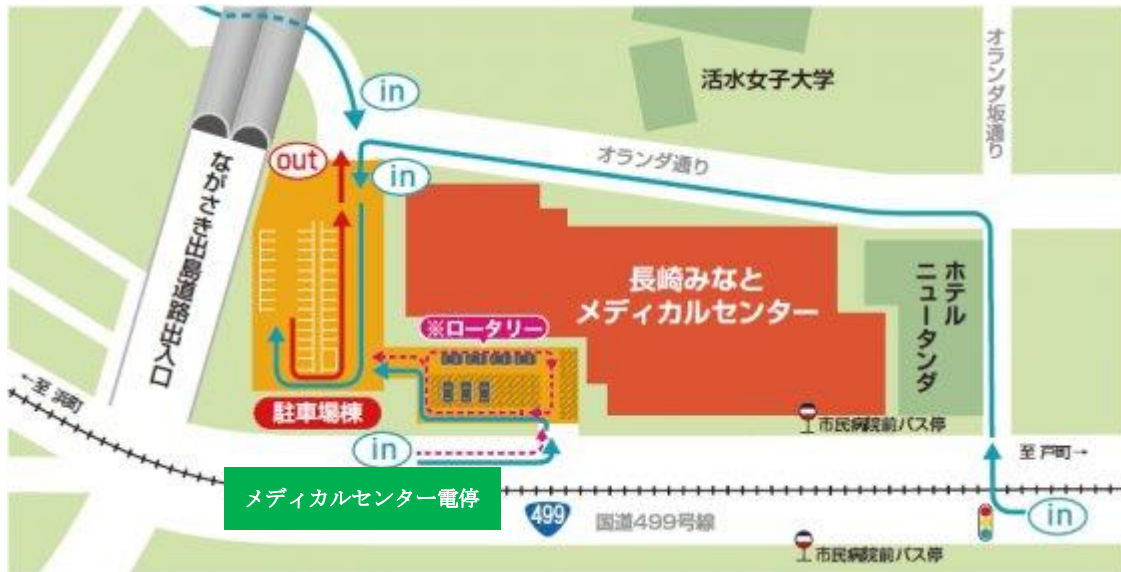 in
活水女子大学
オランダ坂通り
オランダ通り
out
in
ながさき出島道路出入口
長崎みなと
メディカルセンター
ホテル
ニュータンダ
※ロータリー
←至 浜町
駐車場棟
市民病院前バス停
in
至 戸町→
メディカルセンター電停
499
国道499号線
in
市民病院前バス停